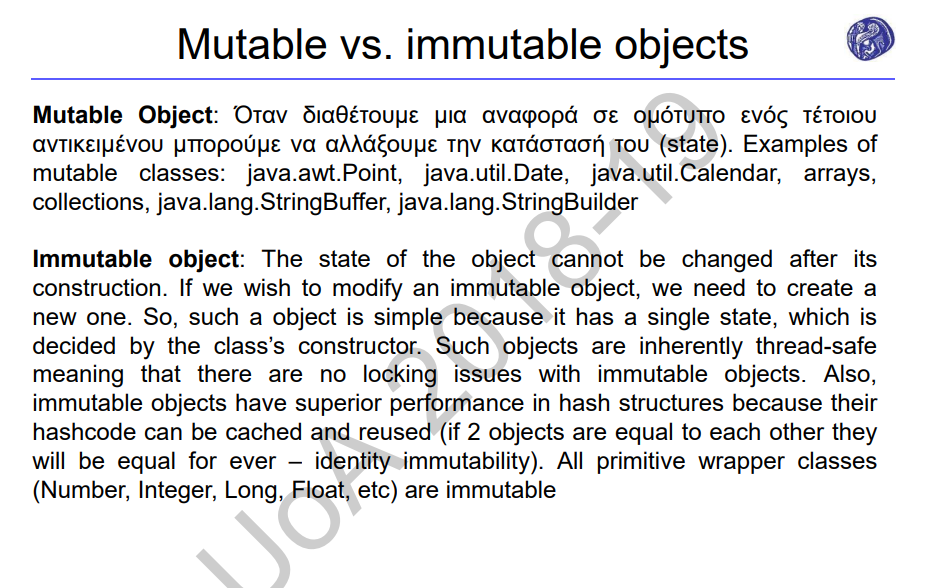 Mutable vs. immutable objects
Mutable Object: Όταν διαθέτουμε μια αναφορά σε ομότυπο ενός τέτοιου
αντικειμένου μπορούμε να αλλάξουμε την κατάστασή του (state). Examples of
mutable classes: java.awt.Point, java.util.Date, java.util.Calendar, arrays,
collections, java.lang.StringBuffer, java.lang.StringBuilder
Immutable object: The state of the object cannot be changed after its
construction. If we wish to modify an immutable object, we need to create a
new one. So, such a object is simple because it has a single state, which is
decided by the class’s constructor. Such objects are inherently thread-safe
meaning that there are no locking issues with immutable objects. Also,
immutable objects have superior performance in hash structures because their
hashcode can be cached and reused (if 2 objects are equal to each other they
will be equal for ever – identity immutability). All primitive wrapper classes
(Number, Integer, Long, Float, etc) are immutable
UoA 2018-19